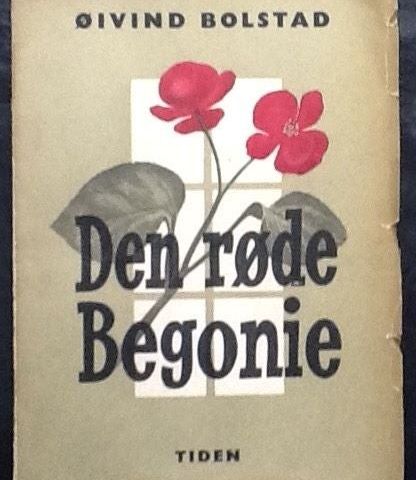 ØIVIND BOLSTAD
Den røde
Begonie
TIDEN